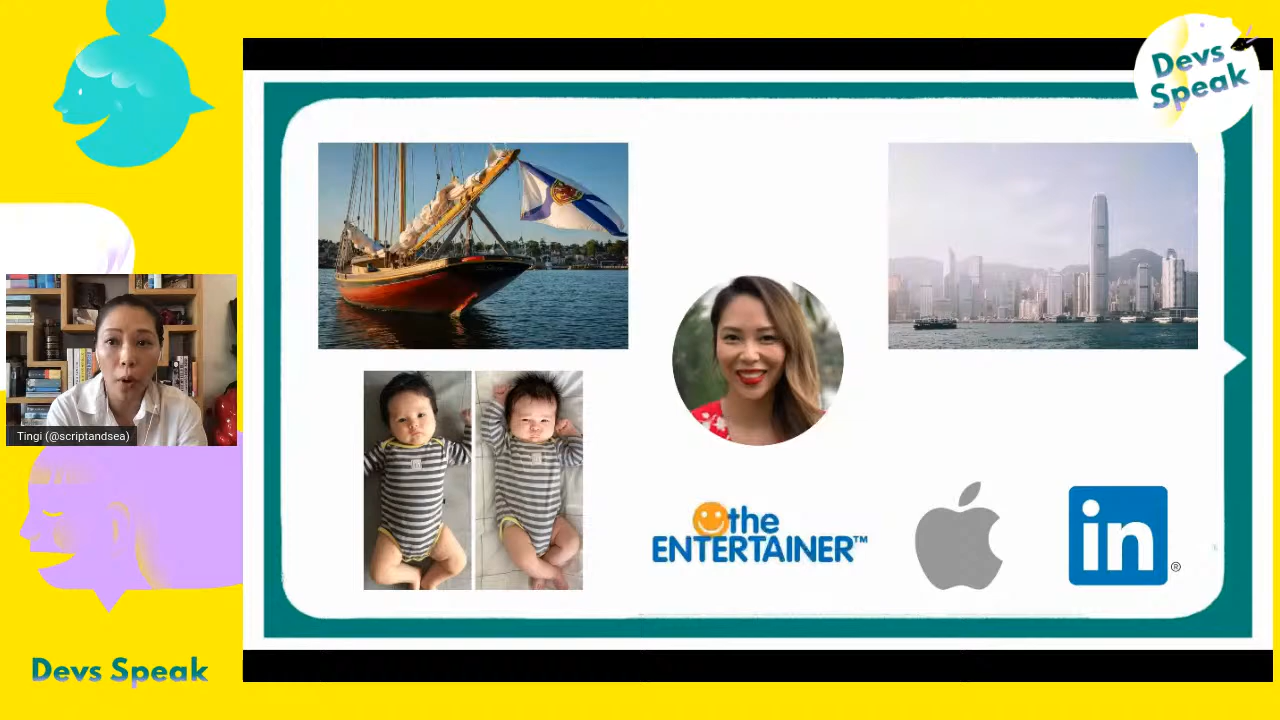 Devs
Speak
Tingi (@scriptandsea)
the
ENTERTAINER™
in
®
Devs Speak